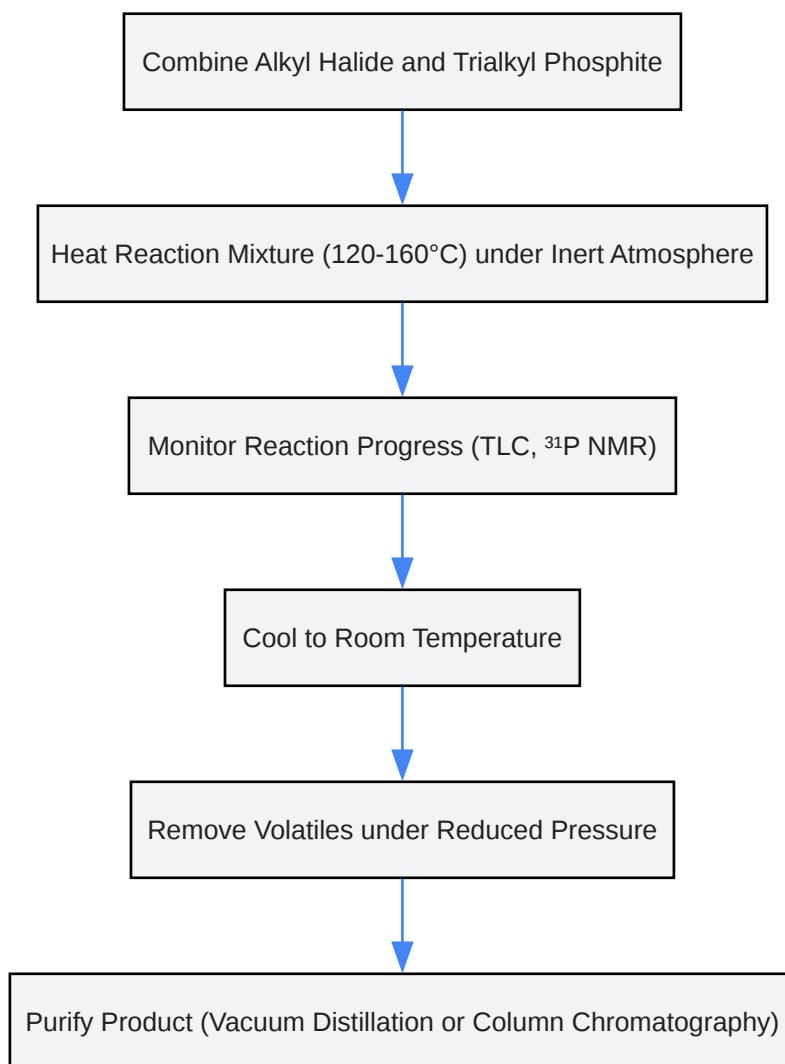 Combine Alkyl Halide and Trialkyl Phosphite
Heat Reaction Mixture (120-160°C) under Inert Atmosphere
Monitor Reaction Progress (TLC, ³¹P NMR)
Cool to Room Temperature
Remove Volatiles under Reduced Pressure
Purify Product (Vacuum Distillation or Column Chromatography)